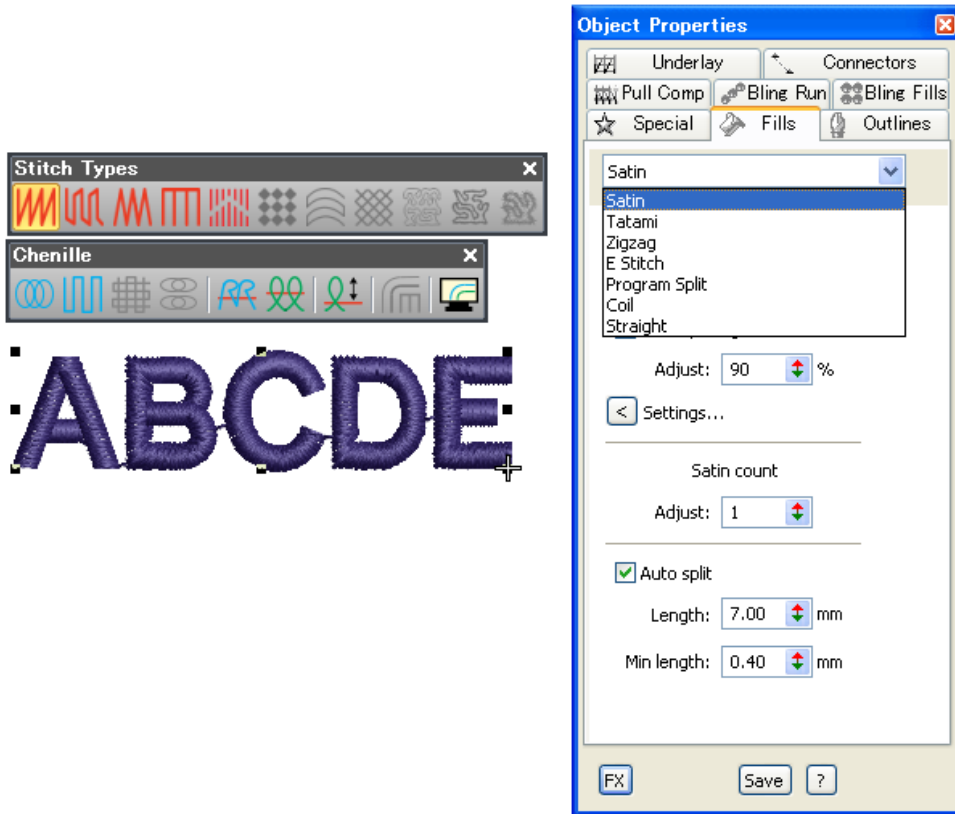 Stitch Types
Chenille
ABCDE
Object Properties
Underlay
Connectors
Pull Comp
Bling Run
Bling Fills
Special
Fills
Outlines
Satin
Satin
Tatami
Zigzag
E Stitch
Program Split
Coil
Straight
Adjust: 90 %
< Settings...
Satin count
Adjust: 1
Auto split
Length: 7.00 mm
Min length: 0.40 mm
FX
Save
?